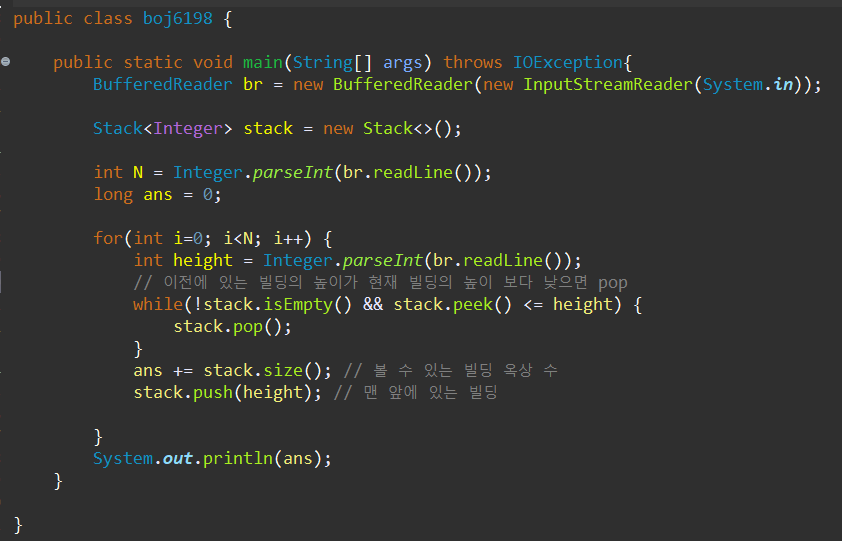 public class boj6198 {
public static void main(String[] args) throws IOException{
BufferedReader br = new BufferedReader(new InputStreamReader(System.in));
Stack<Integer> stack = new Stack<>();
int N = Integer.parseInt(br.readLine());
long ans = 0;
for(int i=0; i<N; i++) {
int height = Integer.parseInt(br.readLine());
// 이전에 있는 빌딩의 높이가 현재 빌딩의 높이 보다 낮으면 pop
while(!stack.isEmpty() && stack.peek() <= height) {
stack.pop();
}
ans += stack.size(); // 볼 수 있는 빌딩 옥상 수
stack.push(height); // 맨 앞에 있는 빌딩
}
System.out.println(ans);
}
}